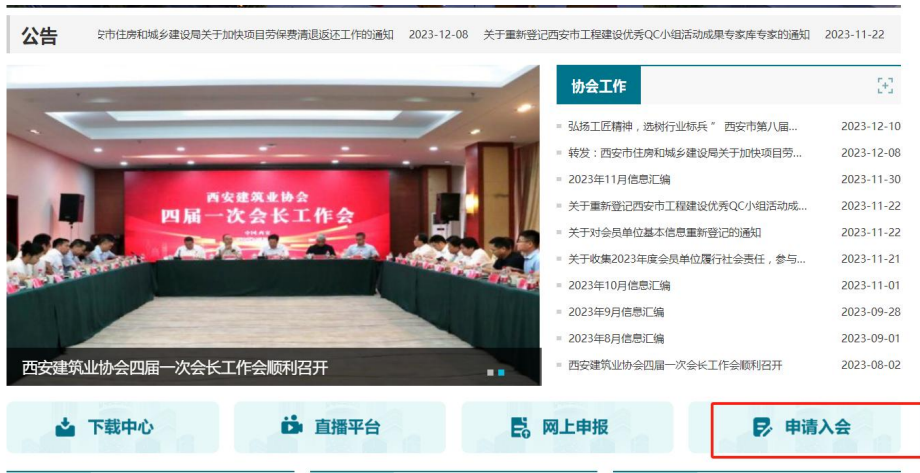 公告 安市住房和城乡建设局关于加快项目劳保费清退返还工作的通知 2023-12-08 关于重新登记西安市工程建设优秀QC小组活动成果专家库专家的通知 2023-11-22
西安建筑业协会
四届一次会长工作会
中国·西安
西安建筑业协会四届一次会长工作会顺利召开
协会工作 [+]
弘扬工匠精神，选树行业标兵 ” 西安市第八届... 2023-12-10
转发：西安市住房和城乡建设局关于加快项目劳... 2023-12-08
2023年11月信息汇编 2023-11-30
关于重新登记西安市工程建设优秀QC小组活动成... 2023-11-22
关于对会员单位基本信息重新登记的通知 2023-11-22
关于收集2023年度会员单位履行社会责任，参与... 2023-11-21
2023年10月信息汇编 2023-11-01
2023年9月信息汇编 2023-09-28
2023年8月信息汇编 2023-09-01
西安建筑业协会四届一次会长工作会顺利召开 2023-08-02
下载中心 直播平台 网上申报 申请入会